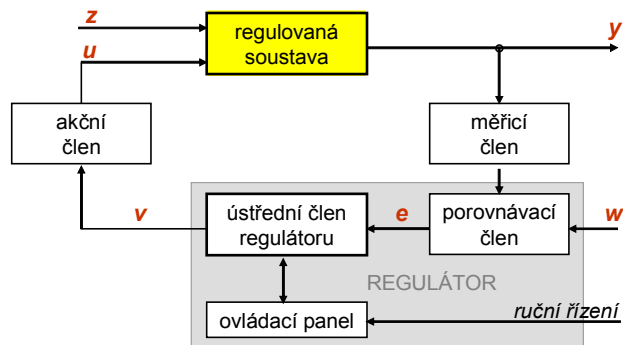 z
regulovaná
soustava
y
u
akční
člen
měřicí
člen
v
ústřední člen
regulátoru
e
porovnávací
člen
w
REGULÁTOR
ovládací panel
ruční řízení